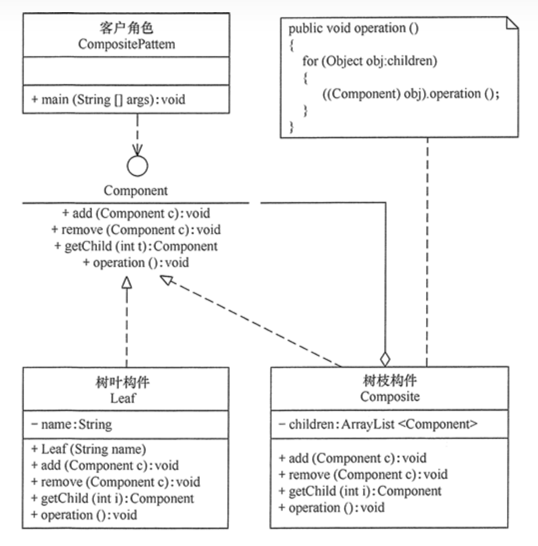 客户角色
CompositePattem
+ main (String [] args):void
public void operation ()
{
for (Object obj:children)
{
((Component) obj).operation ();
}
}
Component
+ add (Component c):void
+ remove (Component c):void
+ getChild (int t):Component
+ operation ():void
树叶构件
Leaf
− name:String
+ Leaf (String name)
+ add (Component c):void
+ remove (Component c):void
+ getChild (int i):Component
+ operation ():void
树枝构件
Composite
− children:ArrayList <Component>
+ add (Component c):void
+ remove (Component c):void
+ getChild (int i):Component
+ operation ():void